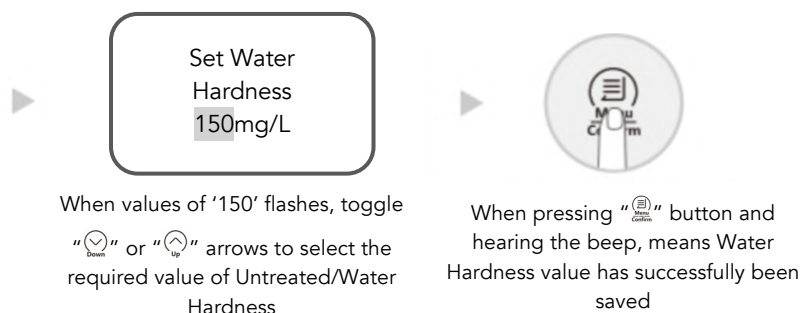 Set Water
Hardness
150mg/L
When values of '150' flashes, toggle
"Down" or "Up" arrows to select the
required value of Untreated/Water
Hardness
Menu
Confirm
When pressing "Menu Confirm" button and
hearing the beep, means Water
Hardness value has successfully been
saved